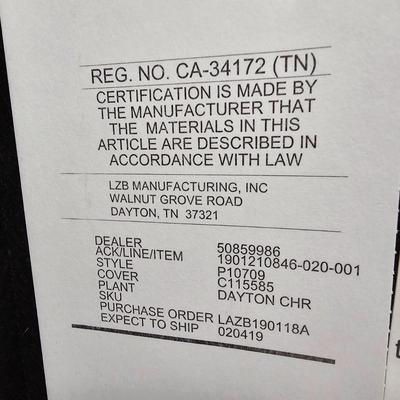 REG. NO. CA-34172 (TN)
CERTIFICATION IS MADE BY
THE MANUFACTURER THAT
THE MATERIALS IN THIS
ARTICLE ARE DESCRIBED IN
ACCORDANCE WITH LAW
LZB MANUFACTURING, INC
WALNUT GROVE ROAD
DAYTON, TN 37321
DEALER 50859986
ACK/LINE/ITEM 1901210846-020-001
STYLE P10709
COVER C115585
PLANT DAYTON CHR
SKU
PURCHASE ORDER LAZB190118A
EXPECT TO SHIP 020419
t